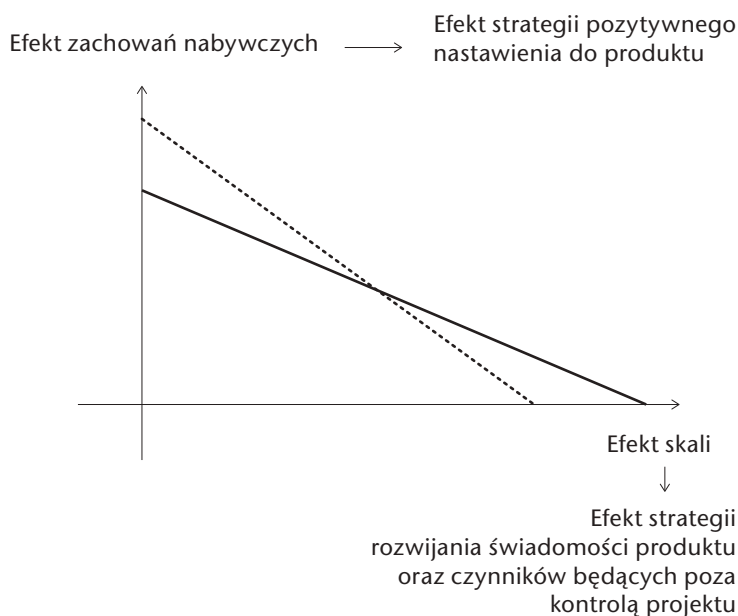 Efekt zachowań nabywczych
Efekt strategii pozytywnego
nastawienia do produktu
Efekt skali
Efekt strategii
rozwijania świadomości produktu
oraz czynników będących poza
kontrolą projektu